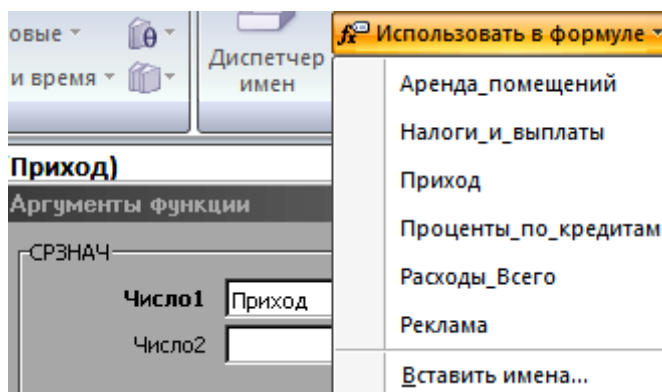 овые
и время
Диспетчер
имен
Использовать в формуле
Аренда_помещений
Налоги_и_выплаты
Приход
Проценты_по_кредитам
Расходы_Всего
Реклама
Вставить имена...
Приход)
Аргументы функции
СРЗНАЧ
Число1 Приход
Число2